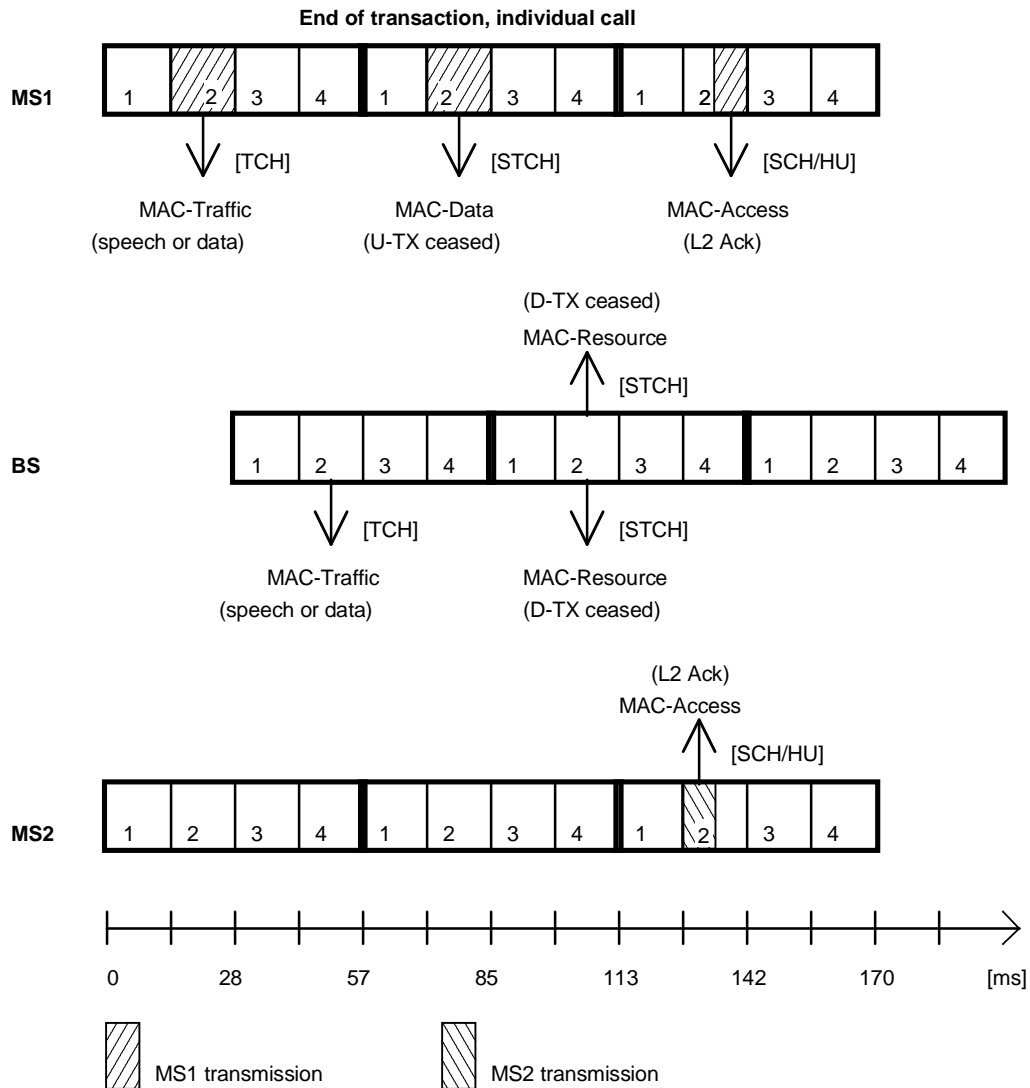 End of transaction, individual call
MS1
1 2 3 4 1 2 3 4 1 2 3 4
[TCH] [STCH] [SCH/HU]
MAC-Traffic MAC-Data MAC-Access
(speech or data) (U-TX ceased) (L2 Ack)
(D-TX ceased)
MAC-Resource
[STCH]
BS
1 2 3 4 1 2 3 4 1 2 3 4
[TCH] [STCH]
MAC-Traffic MAC-Resource
(speech or data) (D-TX ceased)
(L2 Ack)
MAC-Access
[SCH/HU]
MS2
1 2 3 4 1 2 3 4 1 2 3 4
0 28 57 85 113 142 170 [ms]
MS1 transmission MS2 transmission